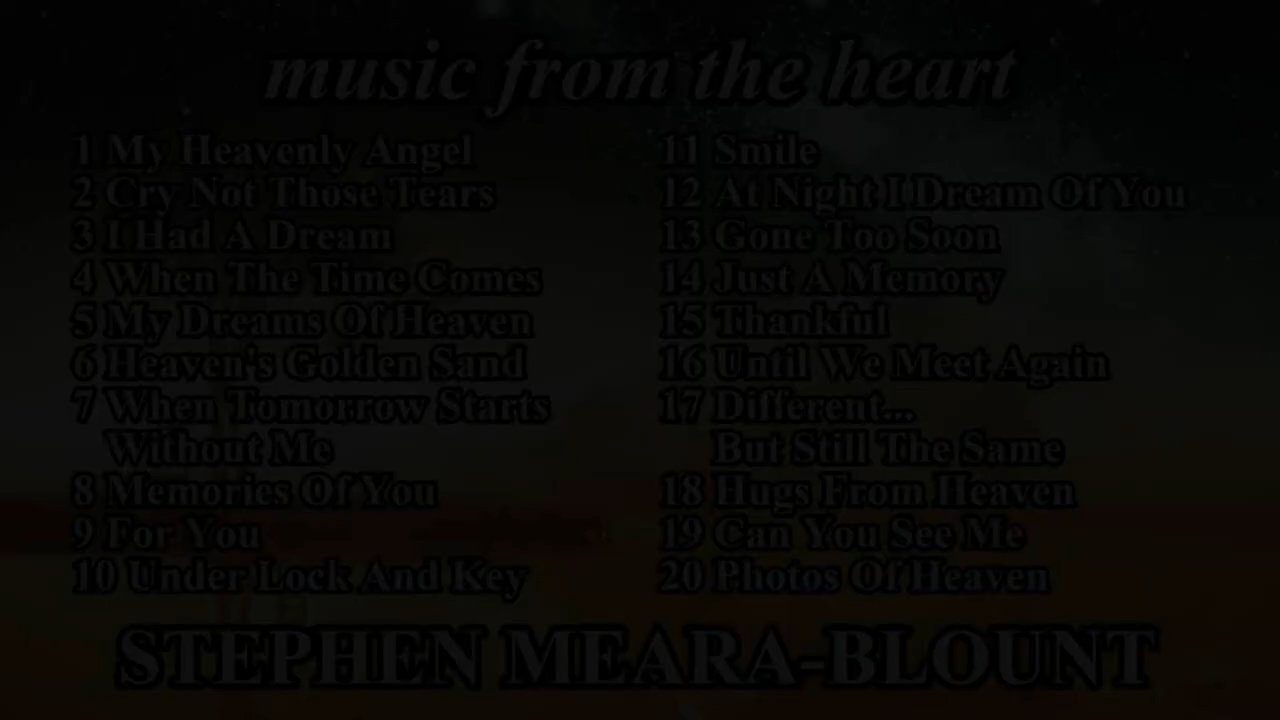 music from the heart
1 My Heavenly Angel
2 Cry Not Those Tears
3 I Had A Dream
4 When The Time Comes
5 My Dreams Of Heaven
6 Heaven's Golden Sand
7 When Tomorrow Starts
Without Me
8 Memories Of You
9 For You
10 Under Lock And Key
11 Smile
12 At Night I Dream Of You
13 Gone Too Soon
14 Just A Memory
15 Thankful
16 Until We Meet Again
17 Different...
But Still The Same
18 Hugs From Heaven
19 Can You See Me
20 Photos Of Heaven
STEPHEN MEARA-BLOUNT